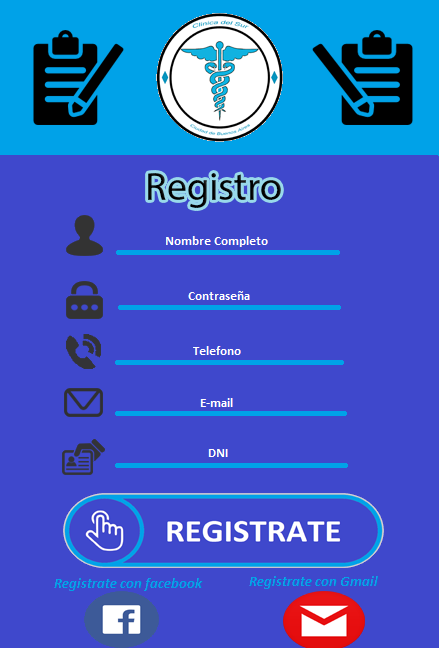 Clinica del Sur
Ciudad de Buenos Aires
Registro
Nombre Completo
Contraseña
Telefono
E-mail
DNI
REGISTRATE
Registrate con facebook
Registrate con Gmail